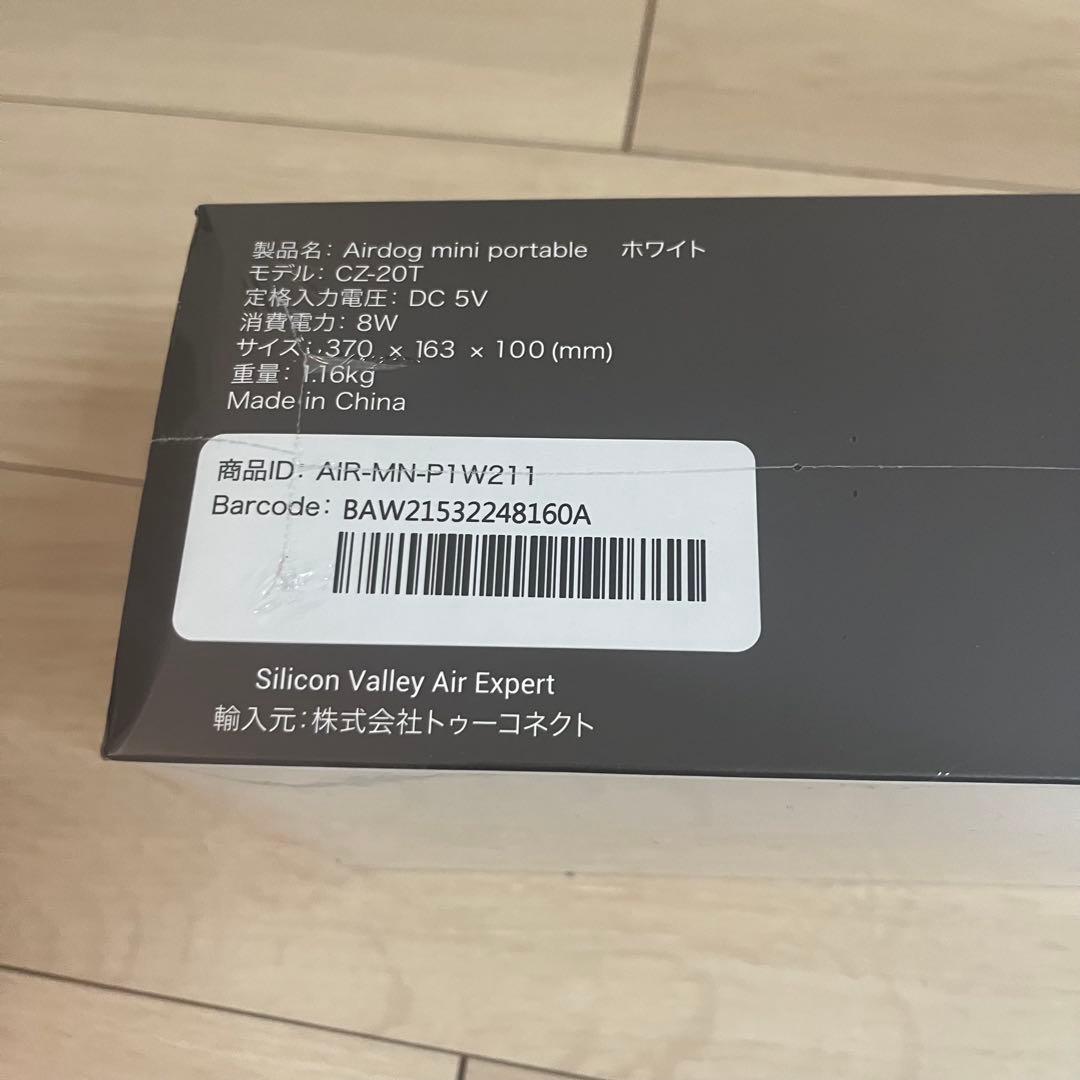 製品名: Airdog mini portable ホワイト
モデル: CZ-20T
定格入力電圧: DC 5V
消費電力: 8W
サイズ: 370 × 163 × 100 (mm)
重量: 1.16kg
Made in China
商品ID: AIR-MN-P1W211
Barcode: BAW21532248160A
Silicon Valley Air Expert
輸入元:株式会社トゥーコネクト